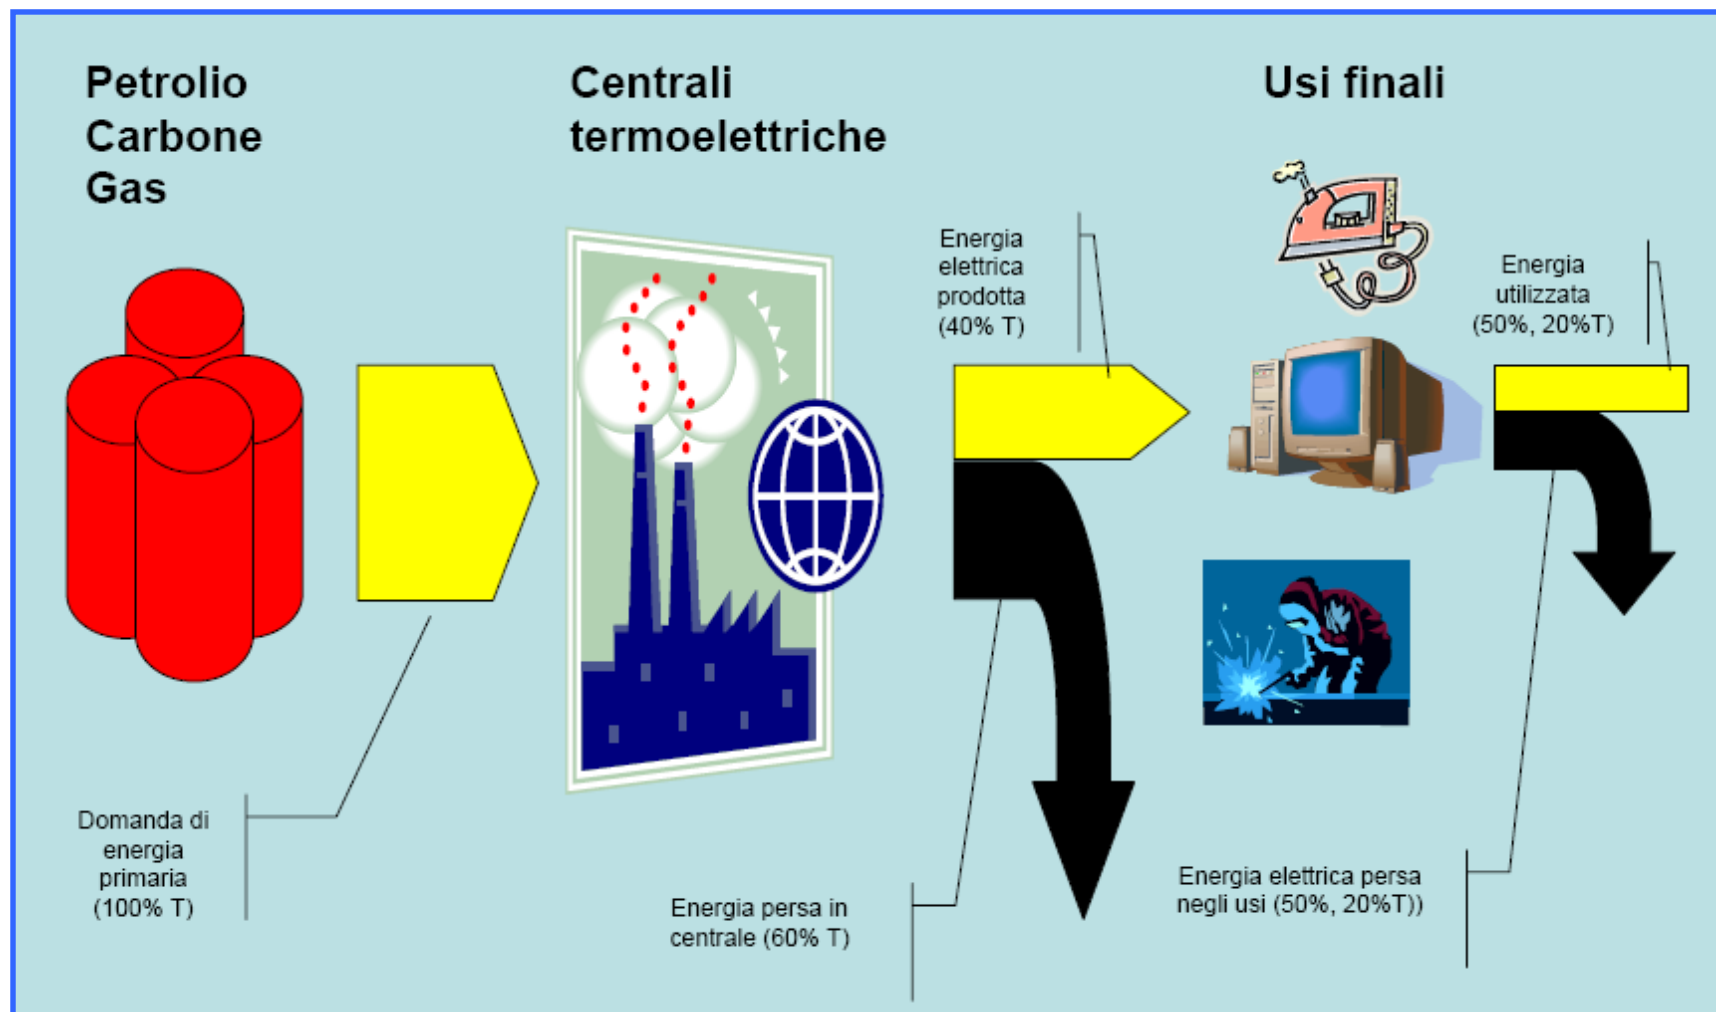 Petrolio
Carbone
Gas
Centrali
termoelettriche
Usi finali
Energia
elettrica
prodotta
(40% T)
Energia
utilizzata
(50%, 20%T)
Domanda di
energia
primaria
(100% T)
Energia persa in
centrale (60% T)
Energia elettrica persa
negli usi (50%, 20%T))